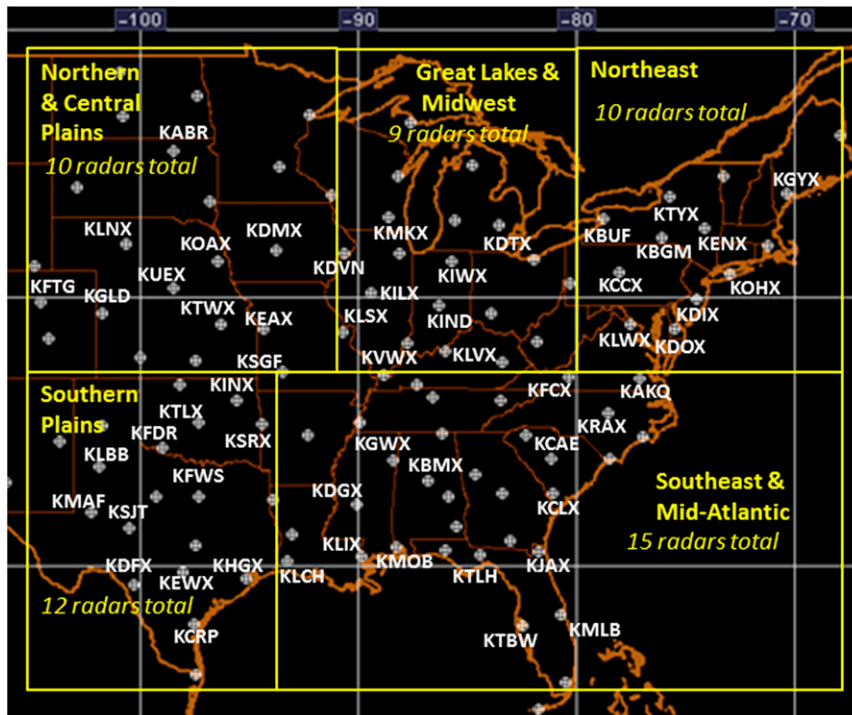 -100 -90 -80 -70
Northern
& Central
Plains
10 radars total
Great Lakes &
Midwest
9 radars total
Northeast
10 radars total
KABR
KGYX
KLNX
KOAX
KDMX
KMKX
KDTX
KBUF
KTYX
KBGM
KENX
KFTG
KUEX
KDVN
KIWX
KCCX
KOHX
KGLD
KTWX
KILX
KEAX
KLSX
KIND
KDIX
KLWX
KDOX
KSGF
KVWX
KLVX
Southern
Plains
KINX
KFCX
KAKQ
KTLX
KFDR
KSRX
KGWX
KCAE
KRAX
KLBB
KFWS
KBMX
KMAF
KSJT
KDGX
KCLX
Southeast &
Mid-Atlantic
15 radars total
KLIX
KDFX
KEWX
KHGX
KLCH
KMOB
KTLH
KJAX
12 radars total
KCRP
KTBW
KMLB